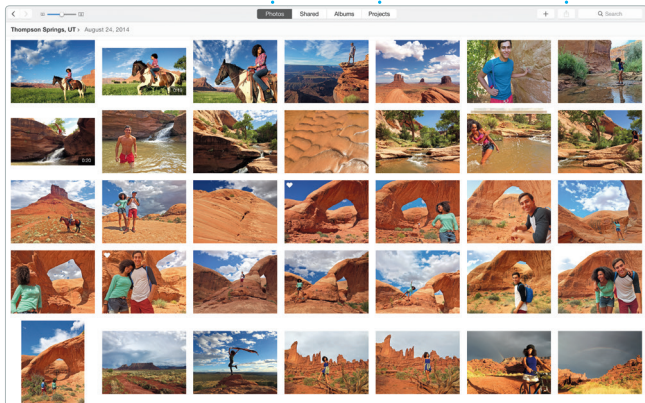 Photos Shared Albums Projects
Search
Thompson Springs, UT › August 24, 2014
0:20